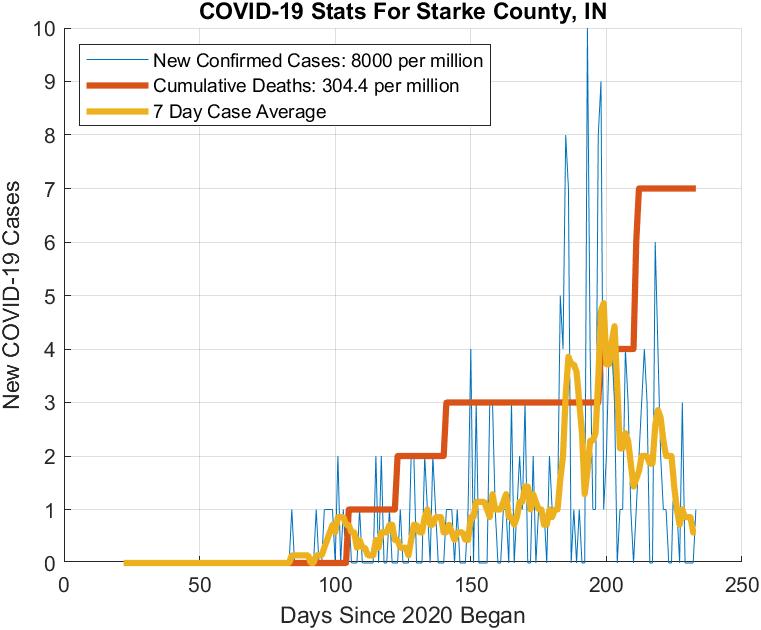 COVID-19 Stats For Starke County, IN
New Confirmed Cases: 8000 per million
Cumulative Deaths: 304.4 per million
7 Day Case Average
New COVID-19 Cases
10
9
8
7
6
5
4
3
2
1
0
0 50 100 150 200 250
Days Since 2020 Began